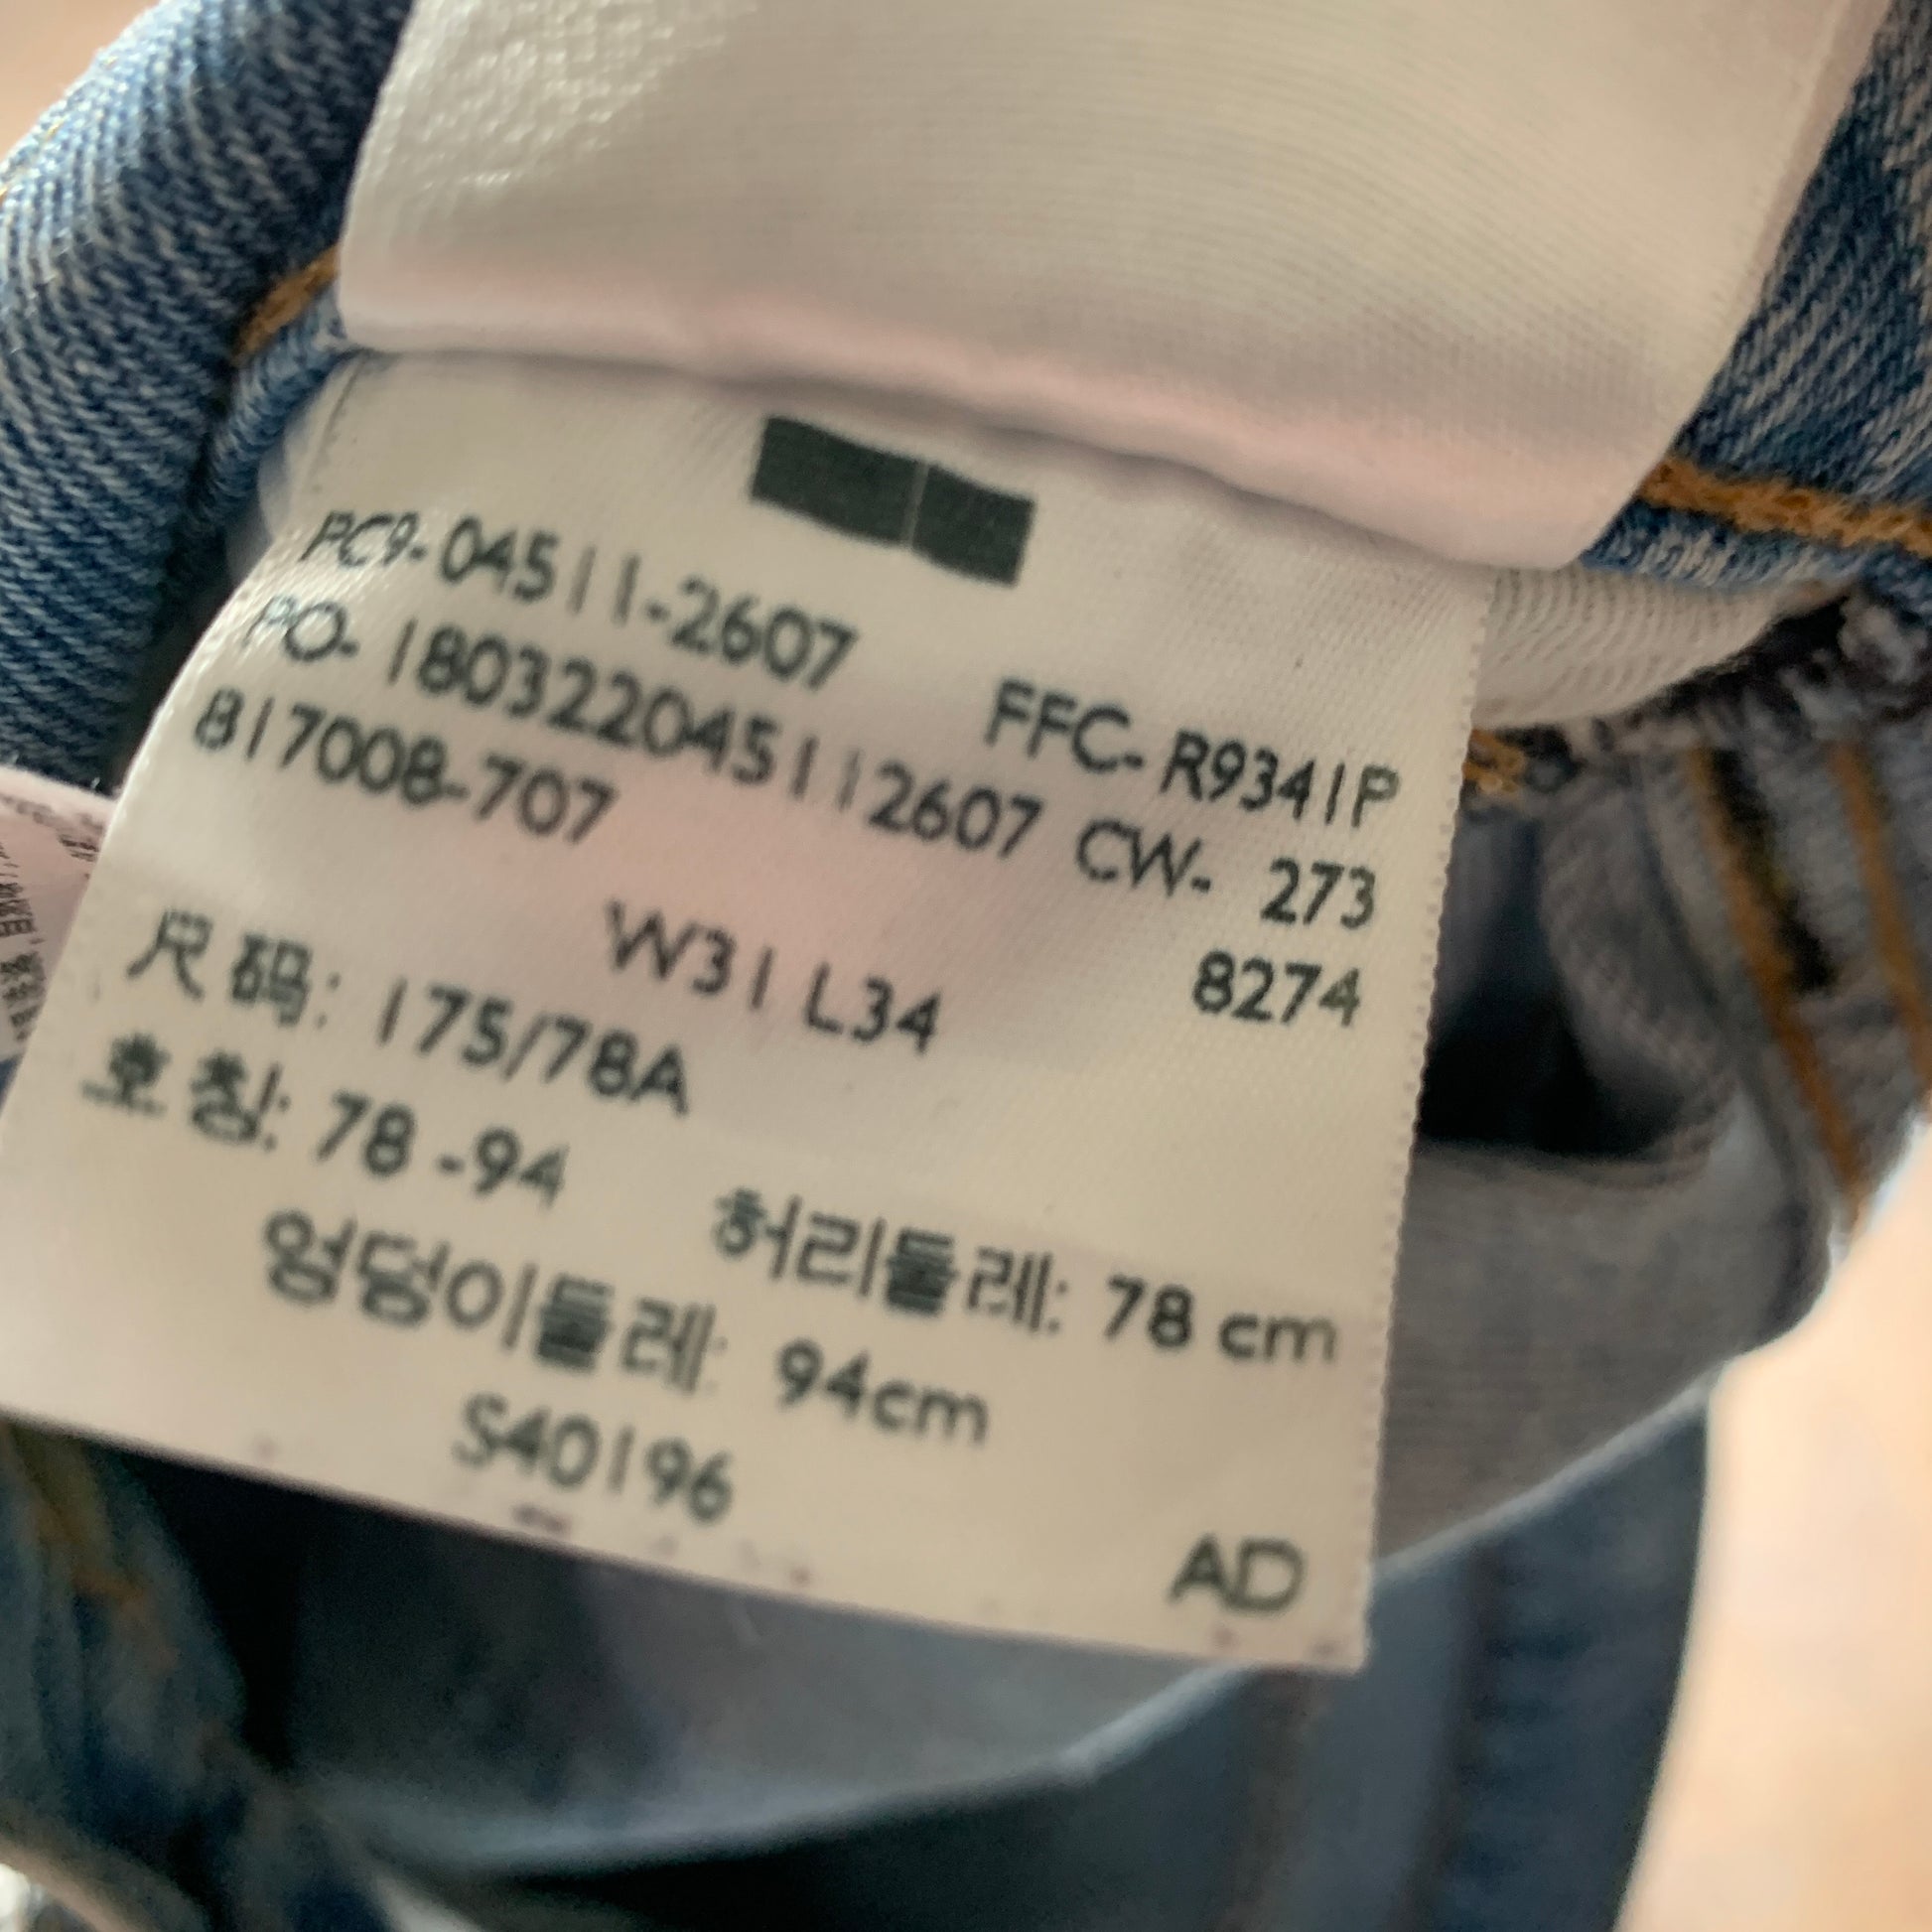 PC9-04511-2607
FFC-R9341P
PO-180322045112607 CW- 273
817008-707
8274
W31 L34
尺码: 175/78A
호칭: 78-94
허리둘레: 78 cm
엉덩이둘레: 94cm
S40196
AD